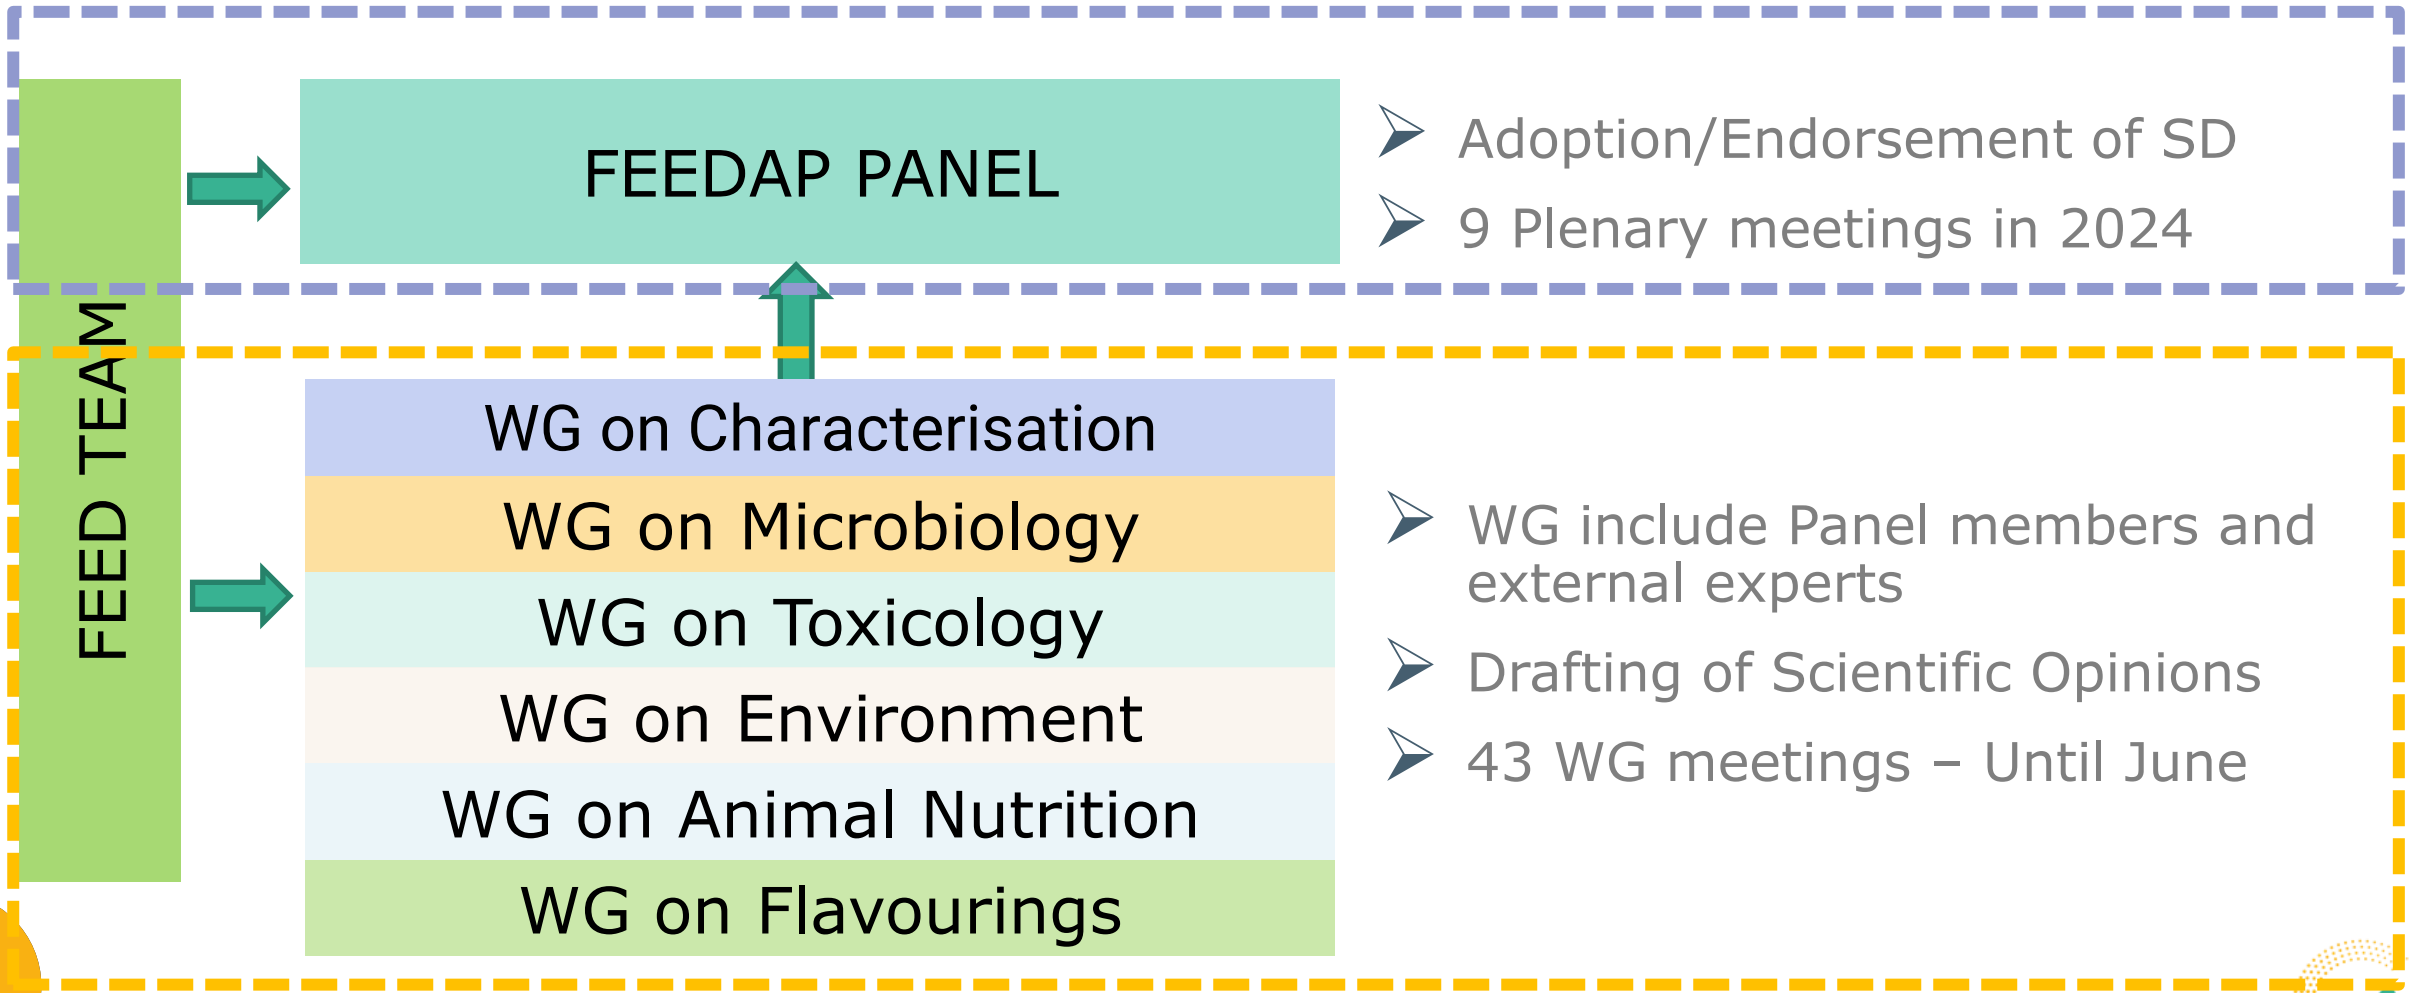 FEED TEAM
FEEDAP PANEL
Adoption/Endorsement of SD
9 Plenary meetings in 2024
WG on Characterisation
WG on Microbiology
WG on Toxicology
WG on Environment
WG on Animal Nutrition
WG on Flavourings
WG include Panel members and
external experts
Drafting of Scientific Opinions
43 WG meetings – Until June